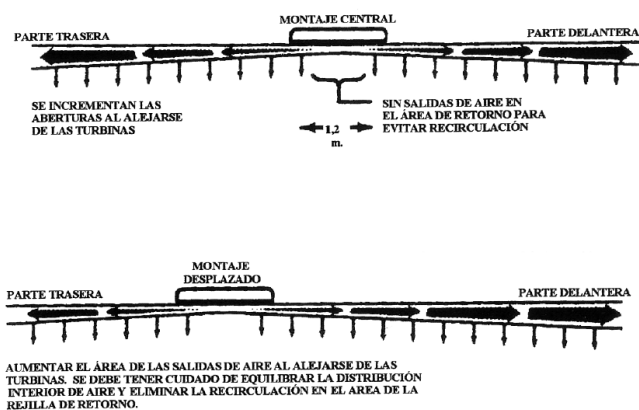 MONTAJE CENTRAL
PARTE TRASERA
PARTE DELANTERA
SE INCREMENTAN LAS
ABERTURAS AL ALEJARSE
DE LAS TURBINAS
SIN SALIDAS DE AIRE EN
EL ÁREA DE RETORNO PARA
EVITAR RECIRCULACIÓN
1,2
m.
MONTAJE
DESPLAZADO
PARTE TRASERA
PARTE DELANTERA
AUMENTAR EL ÁREA DE LAS SALIDAS DE AIRE AL ALEJARSE DE LAS
TURBINAS. SE DEBE TENER CUIDADO DE EQUILIBRAR LA DISTRIBUCIÓN
INTERIOR DE AIRE Y ELIMINAR LA RECIRCULACIÓN EN EL AREA DE LA
REJILLA DE RETORNO.